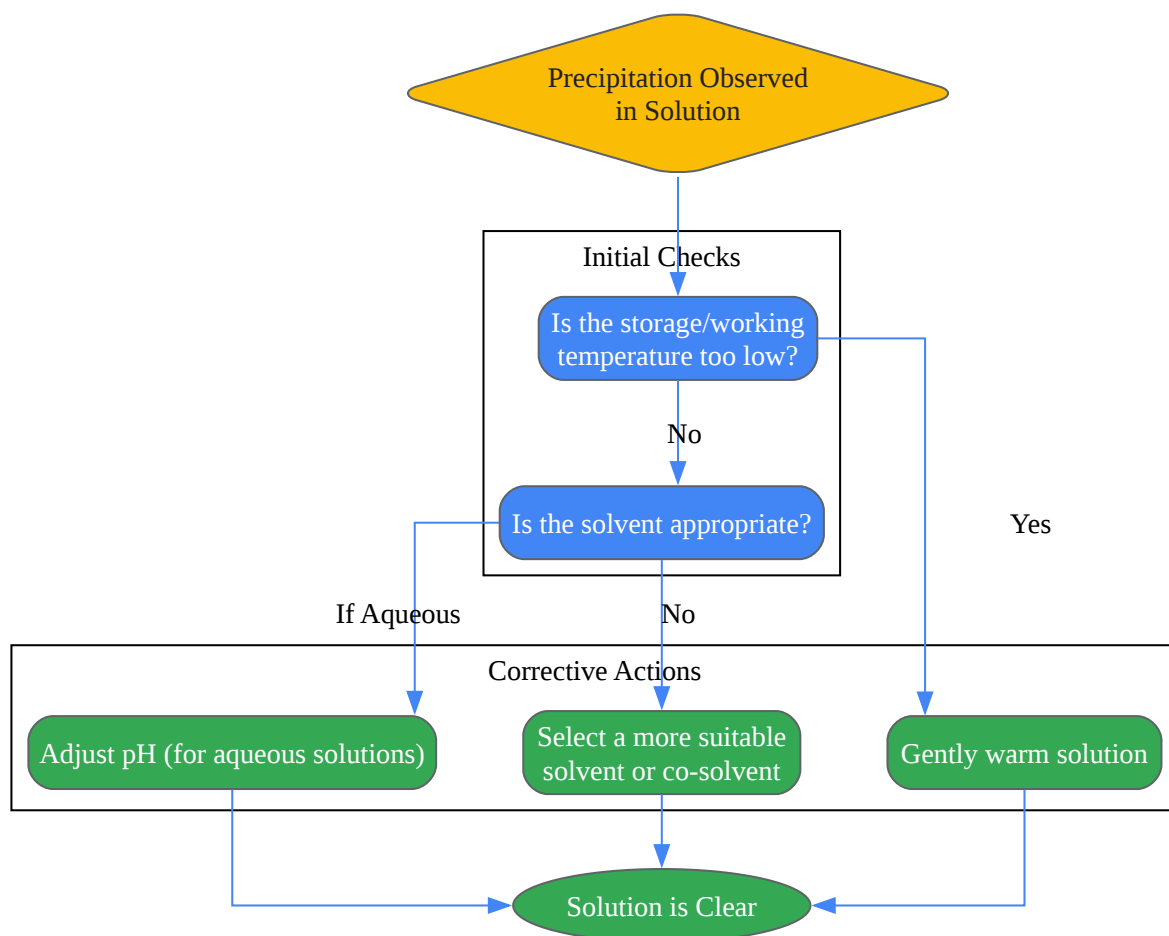 Precipitation Observed
in Solution
Initial Checks
Is the storage/working
temperature too low?
No
Is the solvent appropriate?
Yes
If Aqueous
No
Corrective Actions
Adjust pH (for aqueous solutions)
Select a more suitable
solvent or co-solvent
Gently warm solution
Solution is Clear